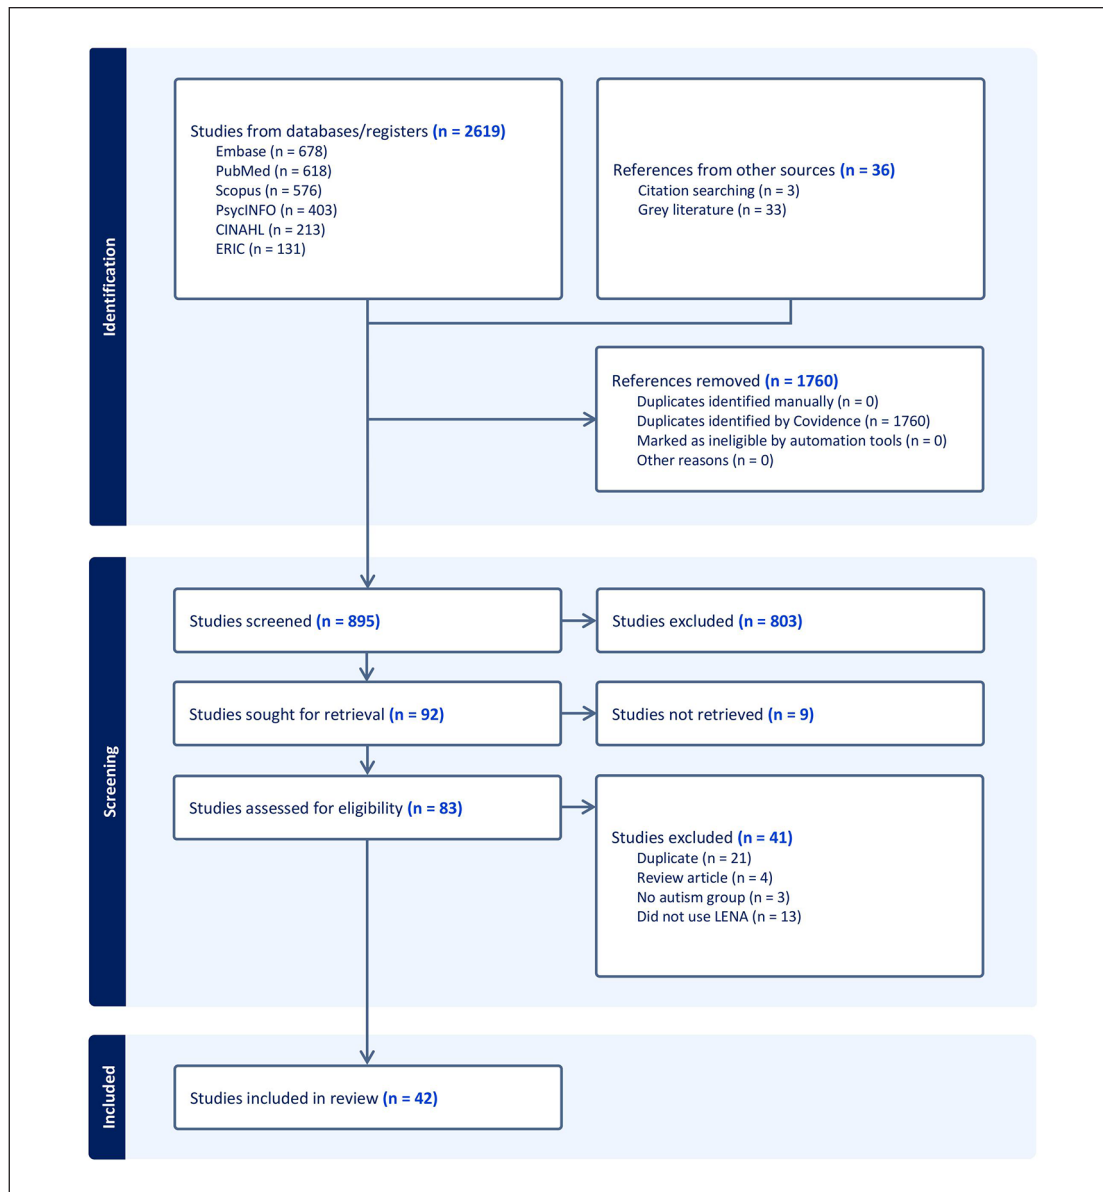 Identification
Studies from databases/registers (n = 2619)
Embase (n = 678)
PubMed (n = 618)
Scopus (n = 576)
PsycINFO (n = 403)
CINAHL (n = 213)
ERIC (n = 131)
References from other sources (n = 36)
Citation searching (n = 3)
Grey literature (n = 33)
References removed (n = 1760)
Duplicates identified manually (n = 0)
Duplicates identified by Covidence (n = 1760)
Marked as ineligible by automation tools (n = 0)
Other reasons (n = 0)
Screening
Studies screened (n = 895)
Studies excluded (n = 803)
Studies sought for retrieval (n = 92)
Studies not retrieved (n = 9)
Studies assessed for eligibility (n = 83)
Studies excluded (n = 41)
Duplicate (n = 21)
Review article (n = 4)
No autism group (n = 3)
Did not use LENA (n = 13)
Included
Studies included in review (n = 42)